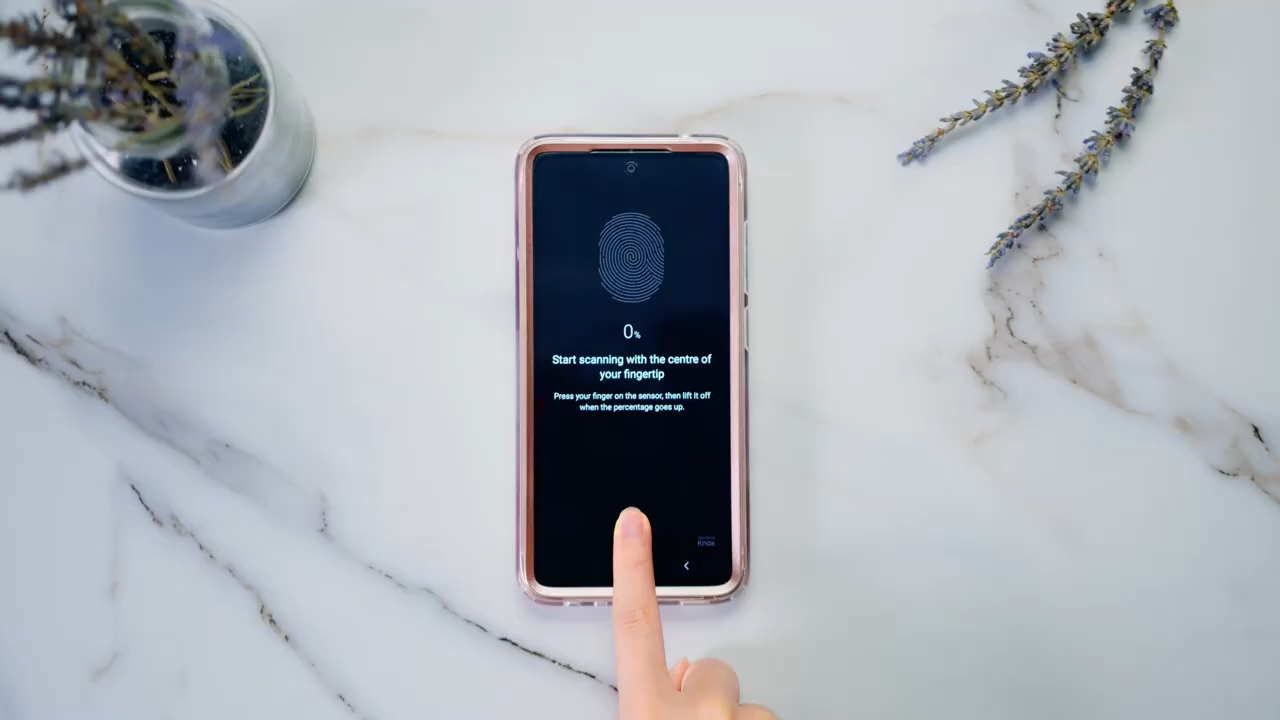 0%
Start scanning with the centre of
your fingertip
Press your finger on the sensor, then lift it off
when the percentage goes up.
Knox